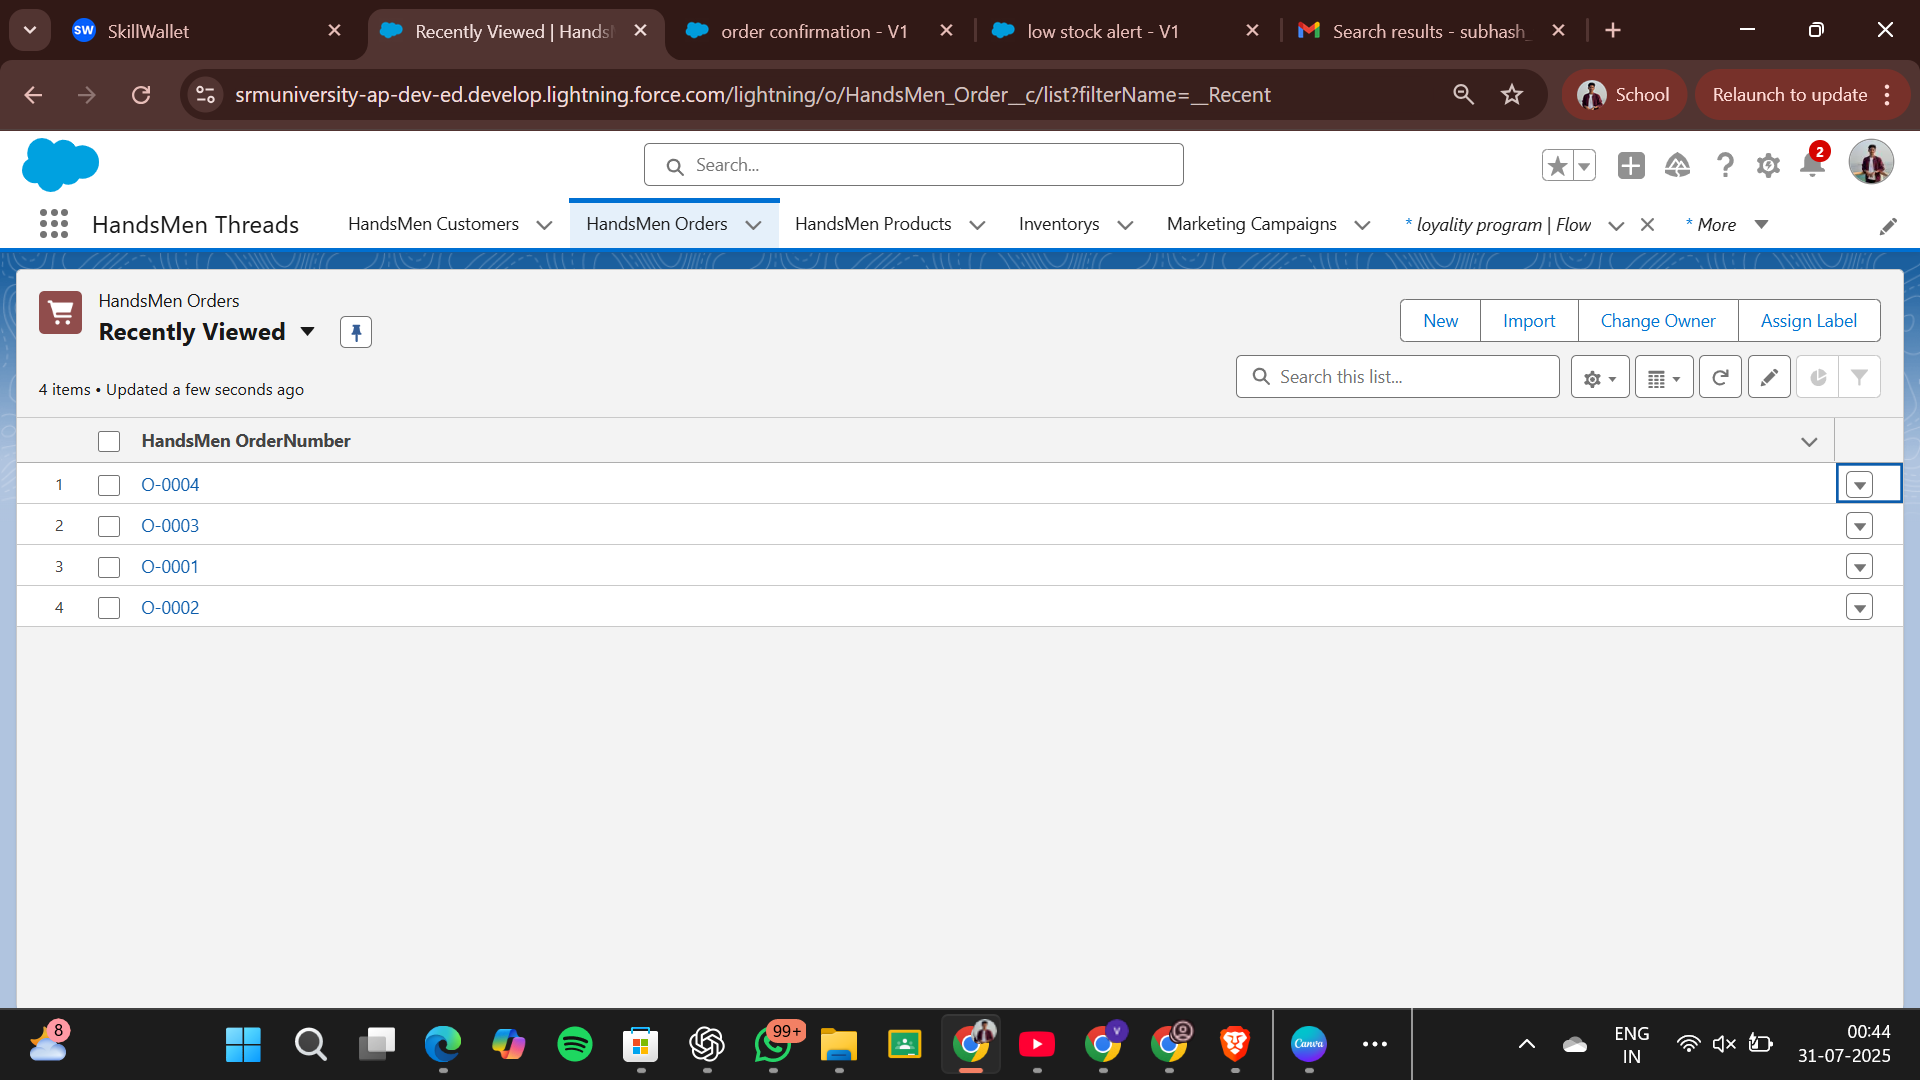 SW SkillWallet
Recently Viewed | HandsM
order confirmation - V1
low stock alert - V1
Search results - subhash_
srmuniversity-ap-dev-ed.develop.lightning.force.com/lightning/o/HandsMen_Order__c/list?filterName=__Recent
School
Relaunch to update
Search...
2
HandsMen Threads
HandsMen Customers
HandsMen Orders
HandsMen Products
Inventorys
Marketing Campaigns
* loyality program | Flow
* More
HandsMen Orders
Recently Viewed
New
Import
Change Owner
Assign Label
4 items • Updated a few seconds ago
Search this list...
HandsMen OrderNumber
1 O-0004
2 O-0003
3 O-0001
4 O-0002
8
99+
V
Canva
ENG
IN
00:44
31-07-2025